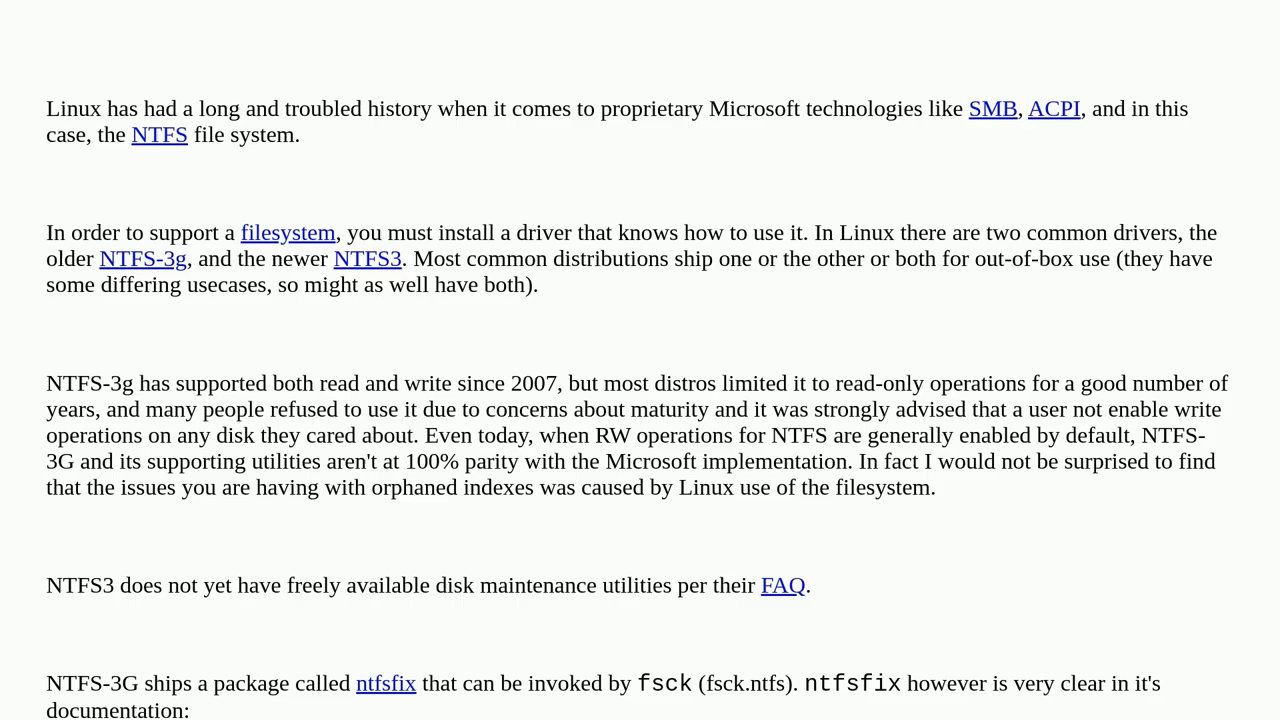 Linux has had a long and troubled history when it comes to proprietary Microsoft technologies like SMB, ACPI, and in this
case, the NTFS file system.
In order to support a filesystem, you must install a driver that knows how to use it. In Linux there are two common drivers, the
older NTFS-3g, and the newer NTFS3. Most common distributions ship one or the other or both for out-of-box use (they have
some differing usecases, so might as well have both).
NTFS-3g has supported both read and write since 2007, but most distros limited it to read-only operations for a good number of
years, and many people refused to use it due to concerns about maturity and it was strongly advised that a user not enable write
operations on any disk they cared about. Even today, when RW operations for NTFS are generally enabled by default, NTFS-
3G and its supporting utilities aren't at 100% parity with the Microsoft implementation. In fact I would not be surprised to find
that the issues you are having with orphaned indexes was caused by Linux use of the filesystem.
NTFS3 does not yet have freely available disk maintenance utilities per their FAQ.
NTFS-3G ships a package called ntfsfix that can be invoked by fsck (fsck.ntfs). ntfsfix however is very clear in it's
documentation: